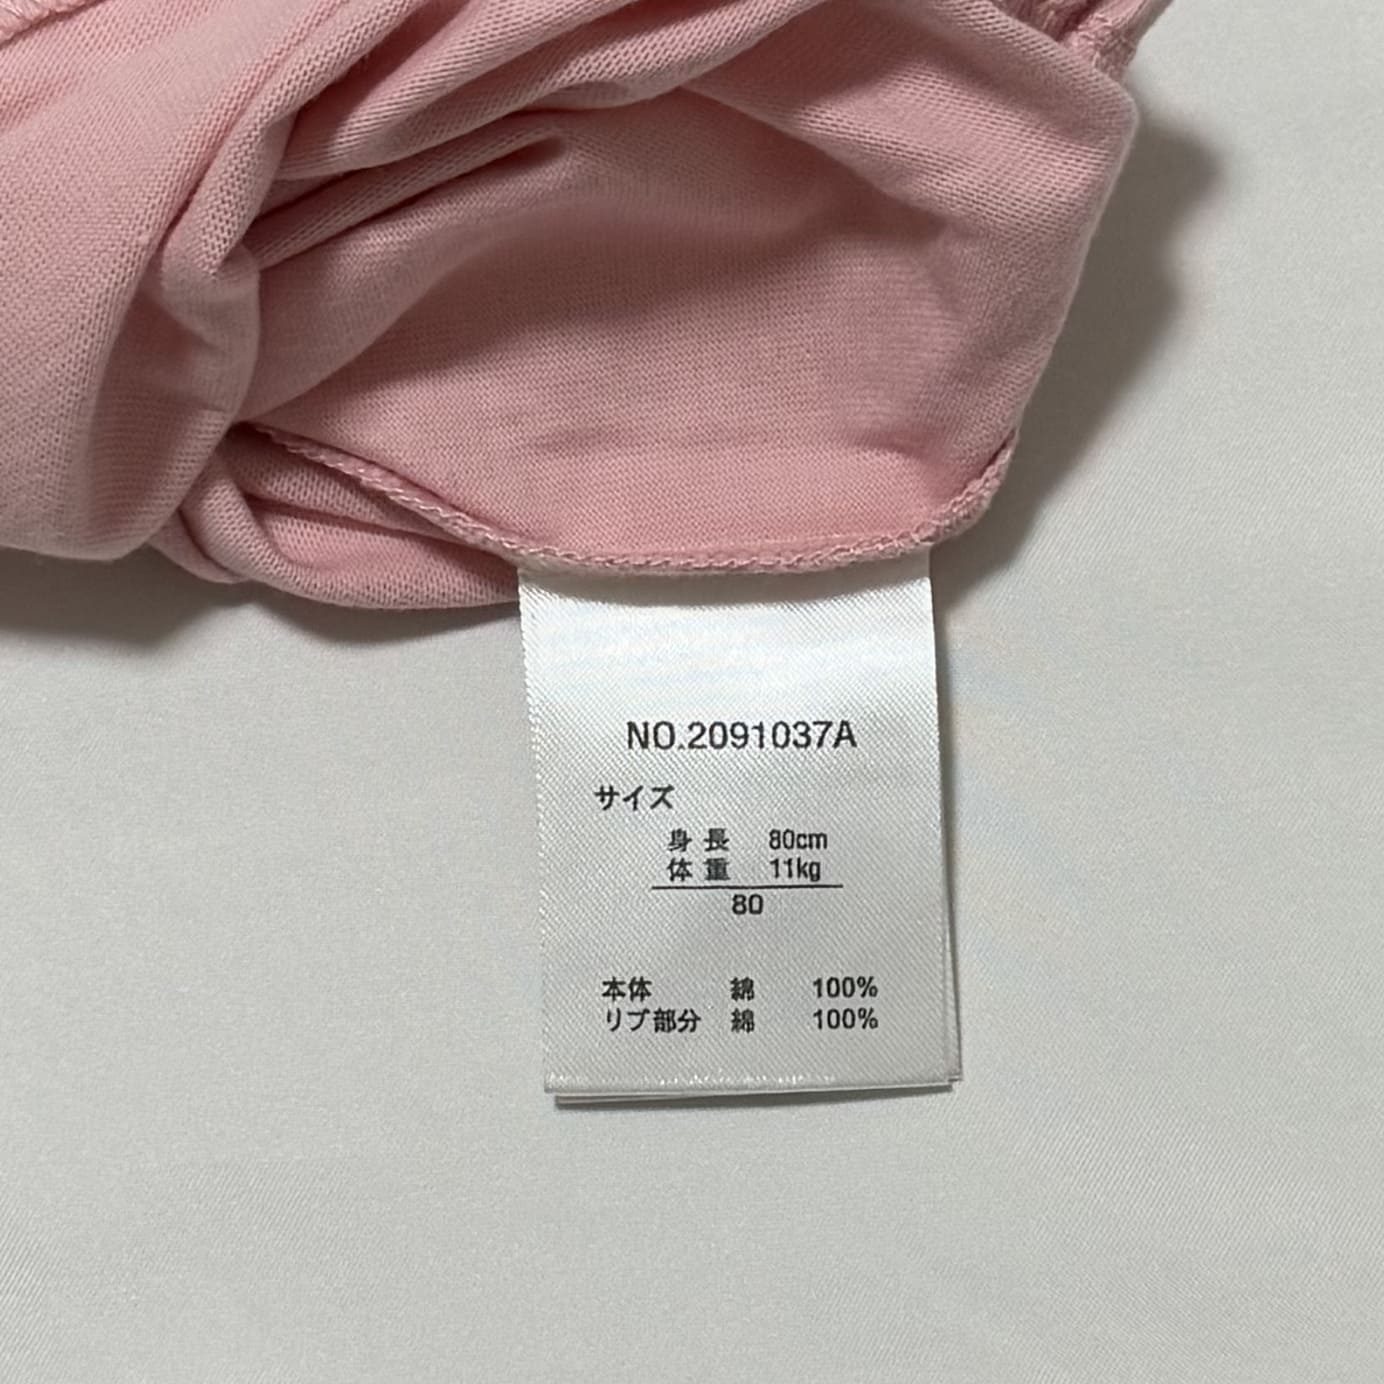 NO.2091037A
サイズ
身長 80cm
体重 11kg
80
本体 綿 100%
リブ部分 綿 100%